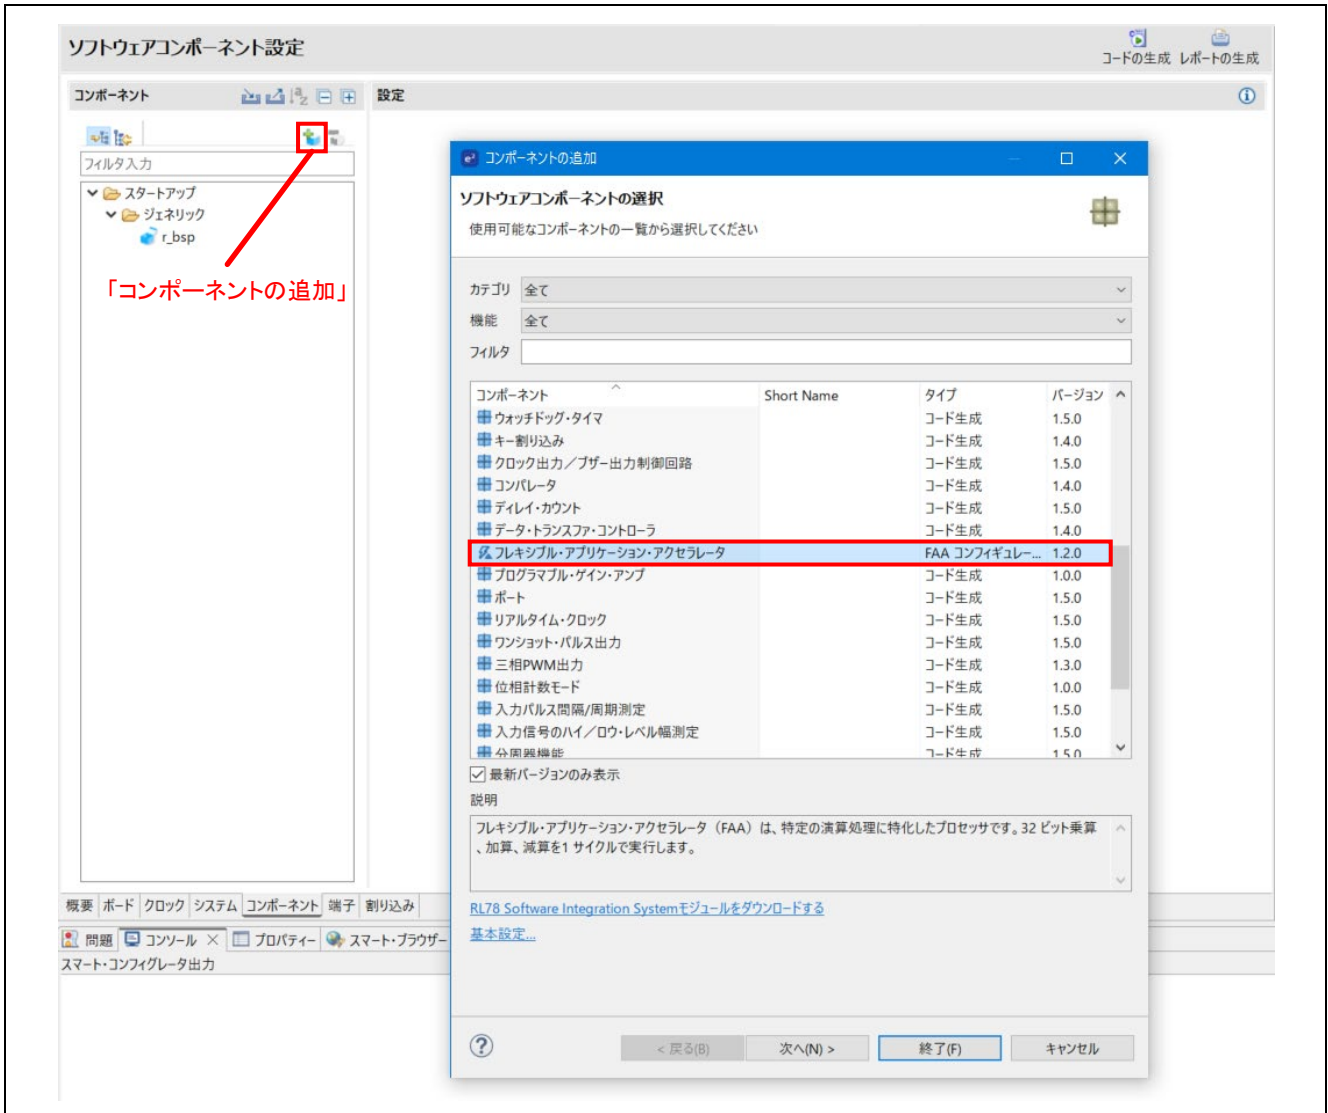 ソフトウェアコンポーネント設定
コードの生成 レポートの生成
コンポーネント
設定
フィルタ入力
スタートアップ
ジェネリック
r_bsp
「コンポーネントの追加」
コンポーネントの追加
ソフトウェアコンポーネントの選択
使用可能なコンポーネントの一覧から選択してください
カテゴリ 全て
機能 全て
フィルタ
コンポーネント Short Name タイプ バージョン
ウォッチドッグ・タイマ コード生成 1.5.0
キー割り込み コード生成 1.4.0
クロック出力／ブザー出力制御回路 コード生成 1.5.0
コンパレータ コード生成 1.4.0
ディレイ・カウント コード生成 1.5.0
データ・トランスファ・コントローラ コード生成 1.4.0
フレキシブル・アプリケーション・アクセラレータ FAA コンフィギュレー... 1.2.0
プログラマブル・ゲイン・アンプ コード生成 1.0.0
ポート コード生成 1.5.0
リアルタイム・クロック コード生成 1.5.0
ワンショット・パルス出力 コード生成 1.5.0
三相PWM出力 コード生成 1.3.0
位相計数モード コード生成 1.0.0
入力パルス間隔/周期測定 コード生成 1.5.0
入力信号のハイ／ロウ・レベル幅測定 コード生成 1.5.0
分周器機能 コード生成 1.5.0
最新バージョンのみ表示
説明
フレキシブル・アプリケーション・アクセラレータ（FAA）は、特定の演算処理に特化したプロセッサです。32 ビット乗算
、加算、減算を1 サイクルで実行します。
RL78 Software Integration Systemモジュールをダウンロードする
基本設定...
< 戻る(B) 次へ(N) > 終了(F) キャンセル
概要 ボード クロック システム コンポーネント 端子 割り込み
問題 コンソール プロパティー スマート・ブラウザー
スマート・コンフィグレータ出力